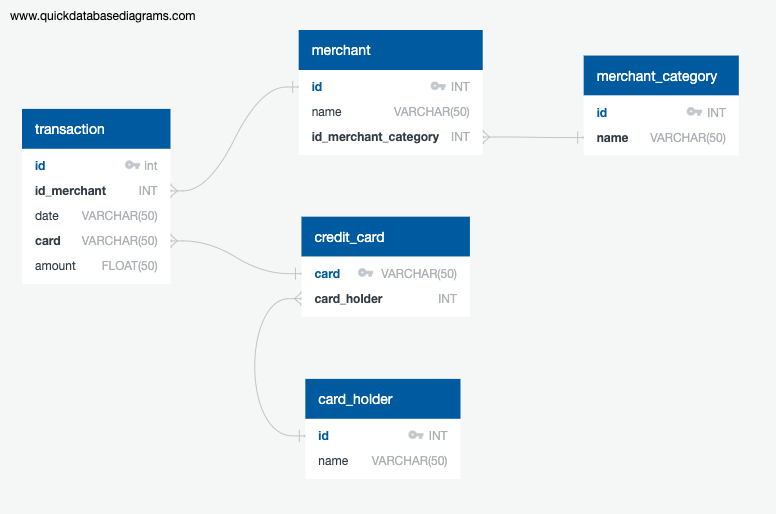 www.quickdatabasediagrams.com
transaction
id int
id_merchant INT
date VARCHAR(50)
card VARCHAR(50)
amount FLOAT(50)
merchant
id INT
name VARCHAR(50)
id_merchant_category INT
merchant_category
id INT
name VARCHAR(50)
credit_card
card VARCHAR(50)
card_holder INT
card_holder
id INT
name VARCHAR(50)